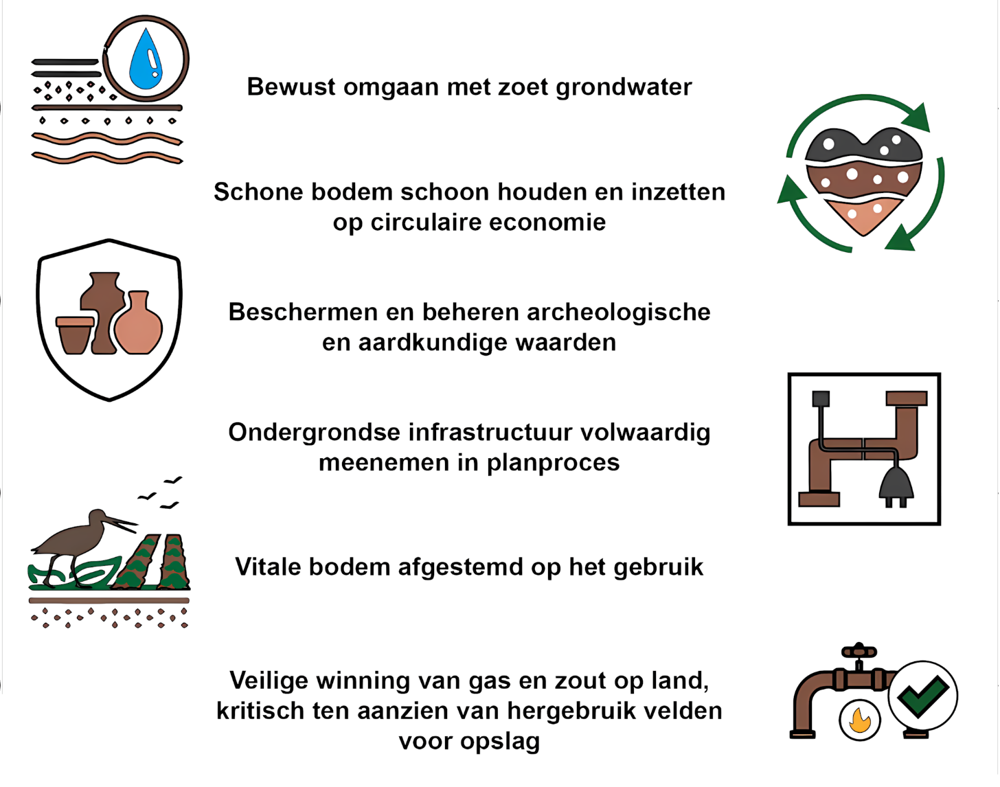 Bewust omgaan met zoet grondwater
Schone bodem schoon houden en inzetten
op circulaire economie
Beschermen en beheren archeologische
en aardkundige waarden
Ondergrondse infrastructuur volwaardig
meenemen in planproces
Vitale bodem afgestemd op het gebruik
Veilige winning van gas en zout op land,
kritisch ten aanzien van hergebruik velden
voor opslag